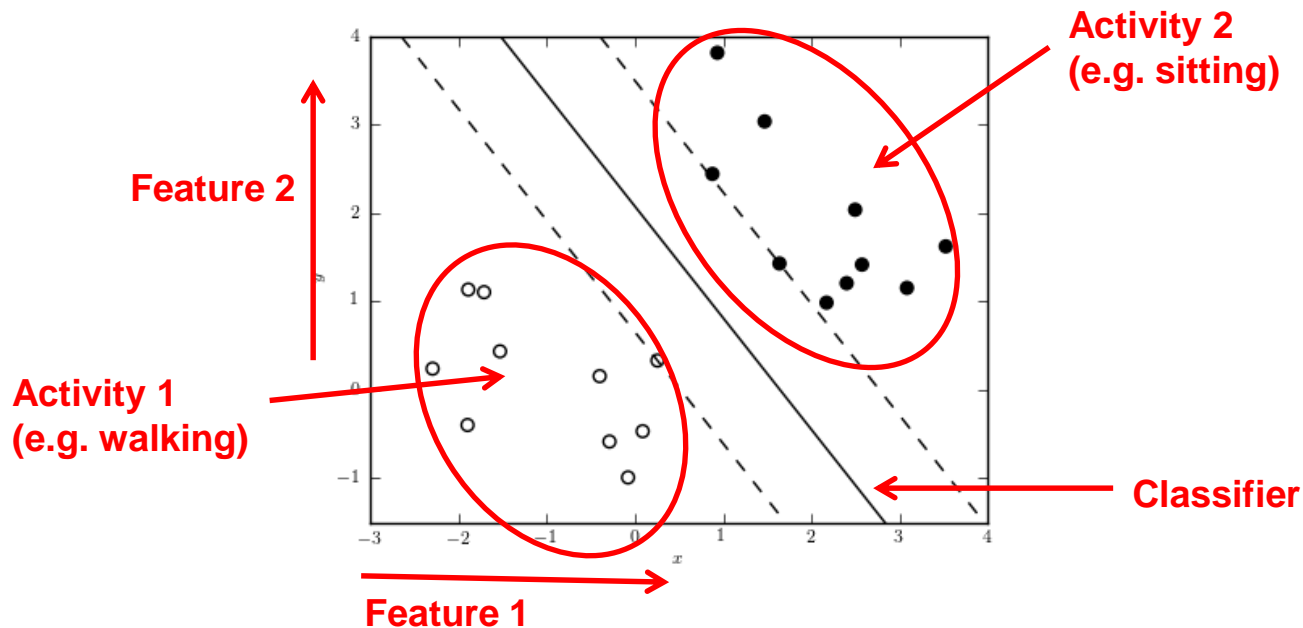 Activity 2
(e.g. sitting)
4
3
Feature 2
2
y
1
Activity 1
(e.g. walking)
0
−1
Classifier
−3 −2 −1 0 1 2 3 4
x
Feature 1